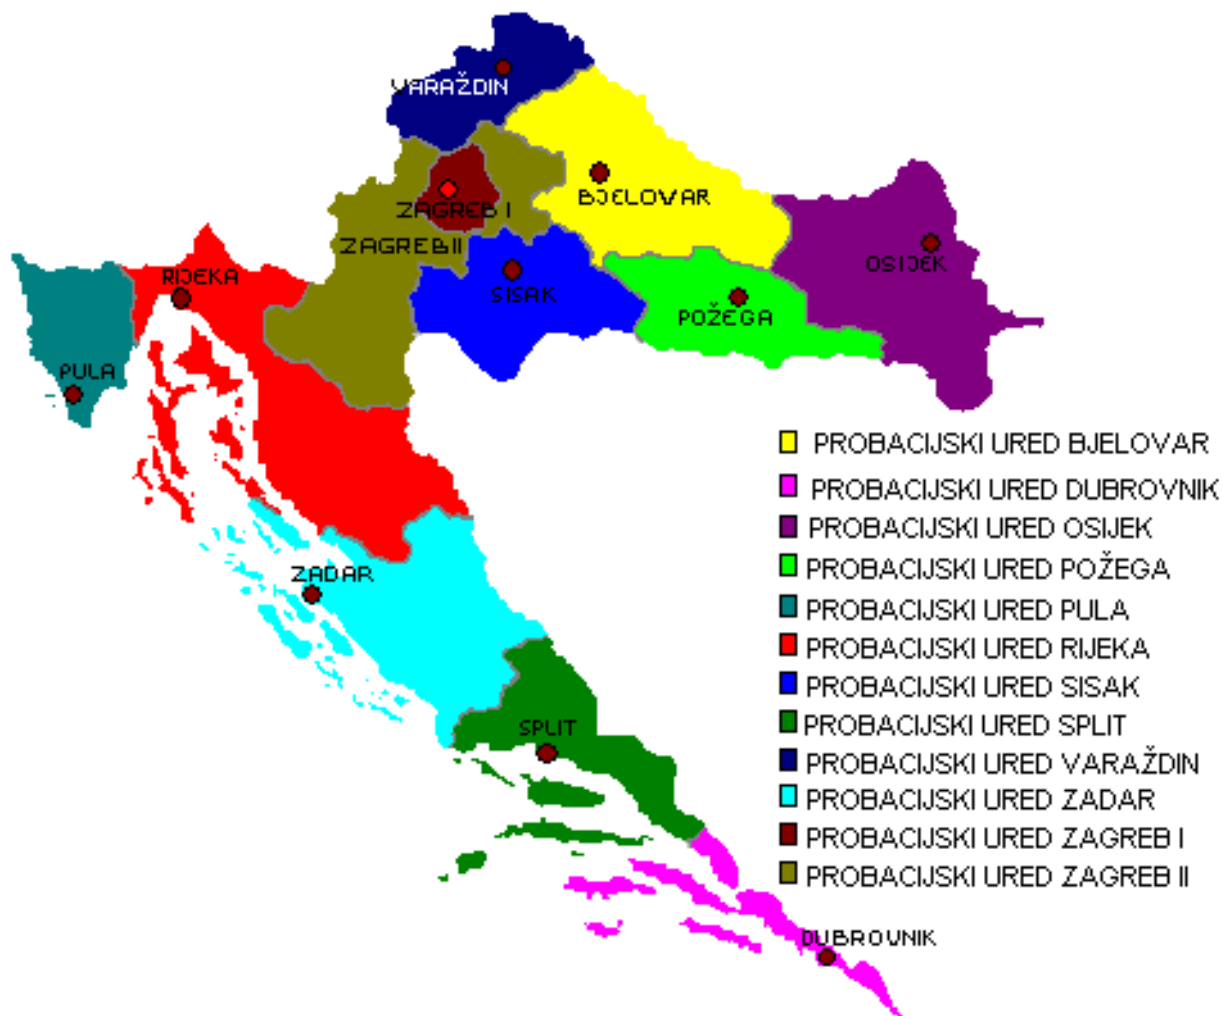 VARAŽDIN
BJELOVAR
ZAGREB I
ZAGREB II
OSIJEK
RIJEKA
SISAK
POŽEGA
PULA
ZADAR
SPLIT
DUBROVNIK
PROBACIJSKI URED BJELOVAR
PROBACIJSKI URED DUBROVNIK
PROBACIJSKI URED OSIJEK
PROBACIJSKI URED POŽEGA
PROBACIJSKI URED PULA
PROBACIJSKI URED RIJEKA
PROBACIJSKI URED SISAK
PROBACIJSKI URED SPLIT
PROBACIJSKI URED VARAŽDIN
PROBACIJSKI URED ZADAR
PROBACIJSKI URED ZAGREB I
PROBACIJSKI URED ZAGREB II